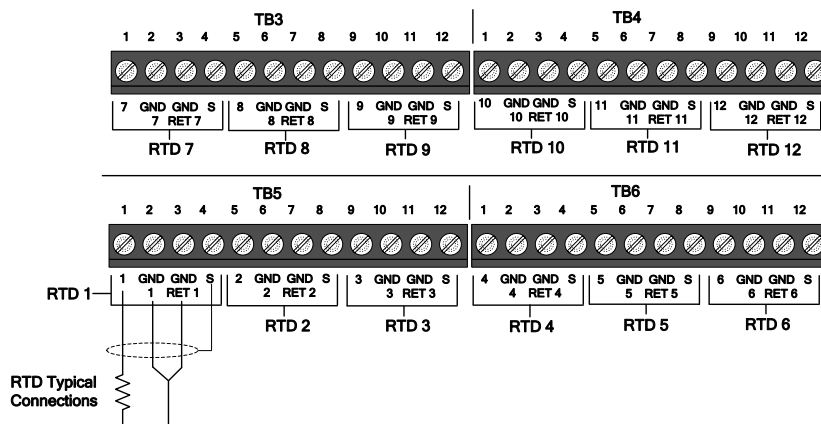 TB3 TB4
1 2 3 4 5 6 7 8 9 10 11 12 1 2 3 4 5 6 7 8 9 10 11 12
7 GND GND S 8 GND GND S 9 GND GND S 10 GND GND S 11 GND GND S 12 GND GND S
7 RET 7 8 RET 8 9 RET 9 10 RET 10 11 RET 11 12 RET 12
RTD 7 RTD 8 RTD 9 RTD 10 RTD 11 RTD 12
TB5 TB6
1 2 3 4 5 6 7 8 9 10 11 12 1 2 3 4 5 6 7 8 9 10 11 12
1 GND GND S 2 GND GND S 3 GND GND S 4 GND GND S 5 GND GND S 6 GND GND S
1 RET 1 2 RET 2 3 RET 3 4 RET 4 5 RET 5 6 RET 6
RTD 1
RTD 2 RTD 3 RTD 4 RTD 5 RTD 6
RTD Typical
Connections